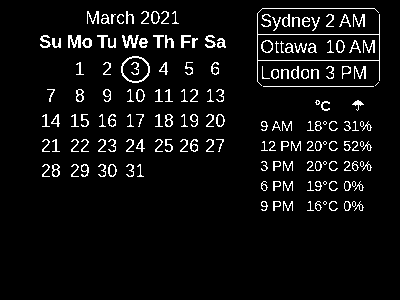 March 2021
Su Mo Tu We Th Fr Sa
1 2 3 4 5 6
7 8 9 10 11 12 13
14 15 16 17 18 19 20
21 22 23 24 25 26 27
28 29 30 31
Sydney 2 AM
Ottawa 10 AM
London 3 PM
°C ☂
9 AM 18°C 31%
12 PM 20°C 52%
3 PM 20°C 26%
6 PM 19°C 0%
9 PM 16°C 0%